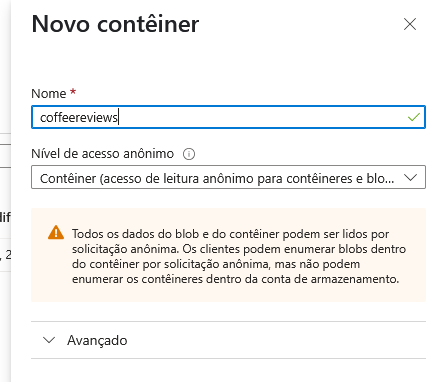 Novo contêiner
Nome *
coffeereviews
Nível de acesso anônimo
Contêiner (acesso de leitura anônimo para contêineres e blo...
Todos os dados do blob e do contêiner podem ser lidos por
solicitação anônima. Os clientes podem enumerar blobs dentro
do contêiner por solicitação anônima, mas não podem
enumerar os contêineres dentro da conta de armazenamento.
Avançado